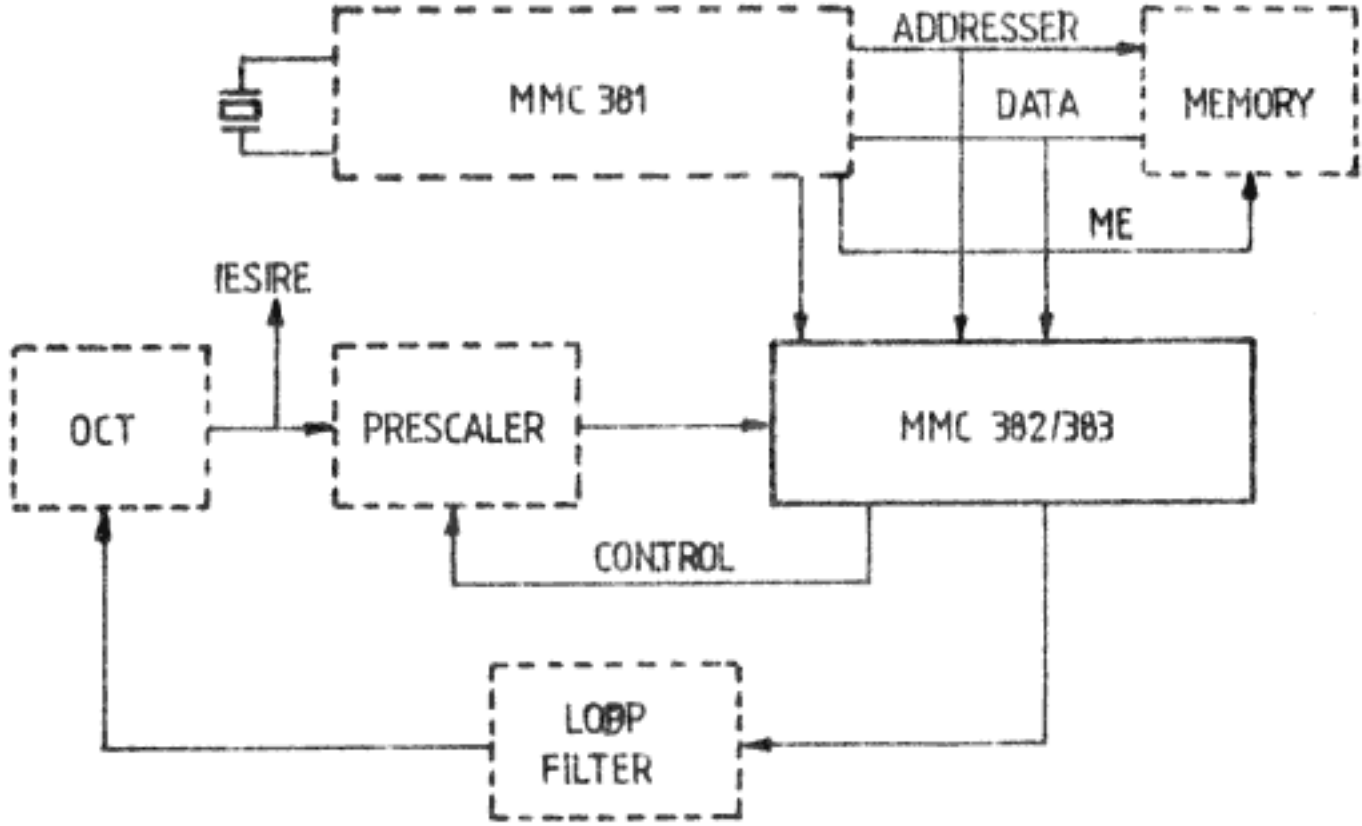 ADDRESSER
MMC 381
DATA
MEMORY
ME
IESIRE
OCT
PRESCALER
MMC 382/383
CONTROL
LOOP
FILTER